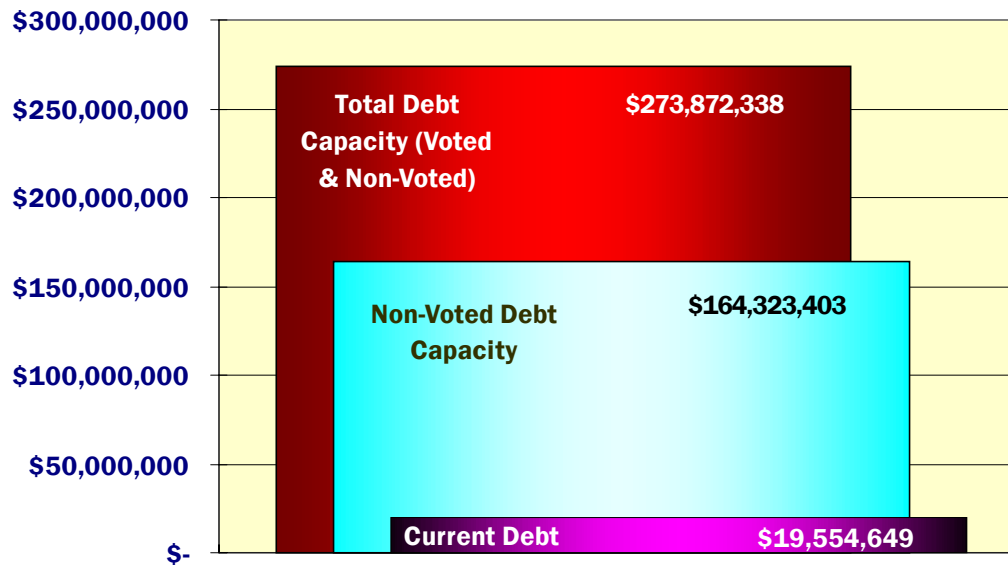 $300,000,000
$250,000,000
$200,000,000
$150,000,000
$100,000,000
$50,000,000
$-
Total Debt
Capacity (Voted
& Non-Voted)
$273,872,338
Non-Voted Debt
Capacity
$164,323,403
Current Debt
$19,554,649